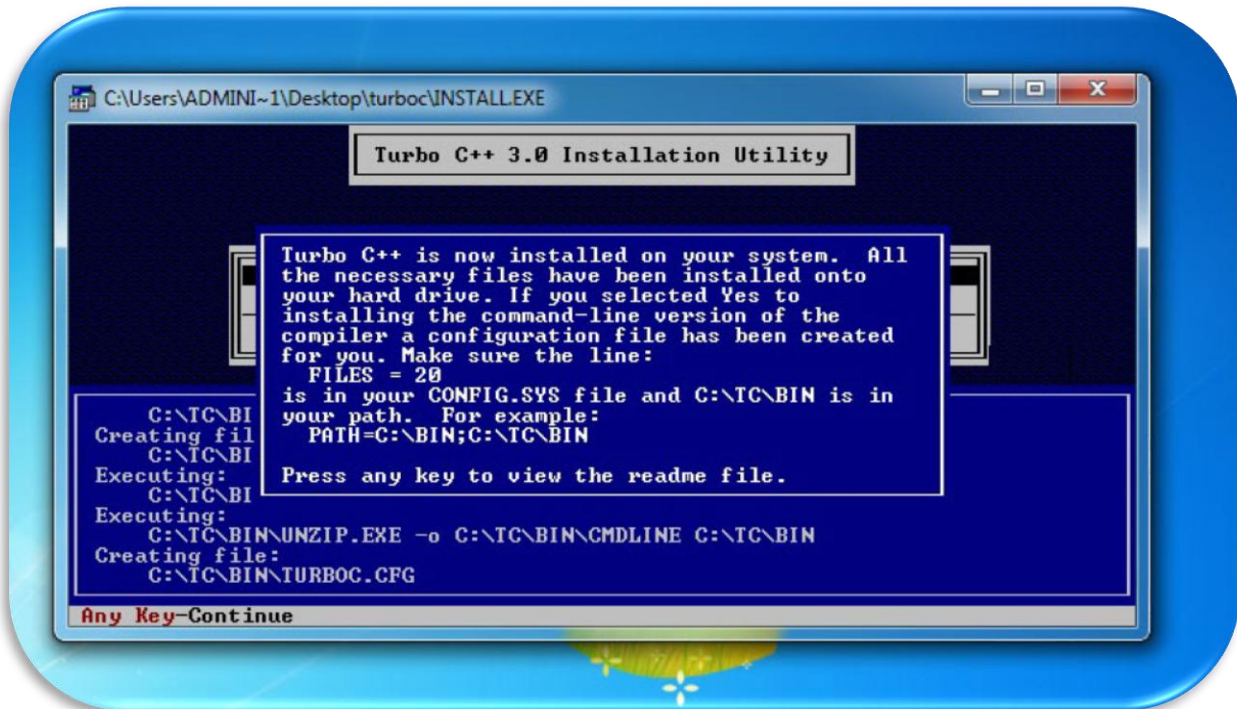 C:\Users\ADMINI~1\Desktop\turboc\INSTALL.EXE
Turbo C++ 3.0 Installation Utility
Turbo C++ is now installed on your system. All
the necessary files have been installed onto
your hard drive. If you selected Yes to
installing the command-line version of the
compiler a configuration file has been created
for you. Make sure the line:
FILES = 20
is in your CONFIG.SYS file and C:\TC\BIN is in
your path. For example:
PATH=C:\BIN;C:\TC\BIN
Press any key to view the readme file.
C:\TC\BI
Creating fil
C:\TC\BI
Executing:
C:\TC\BI
Executing:
C:\TC\BIN\UNZIP.EXE -o C:\TC\BIN\CMDLINE C:\TC\BIN
Creating file:
C:\TC\BIN\TURBOC.CFG
Any Key-Continue